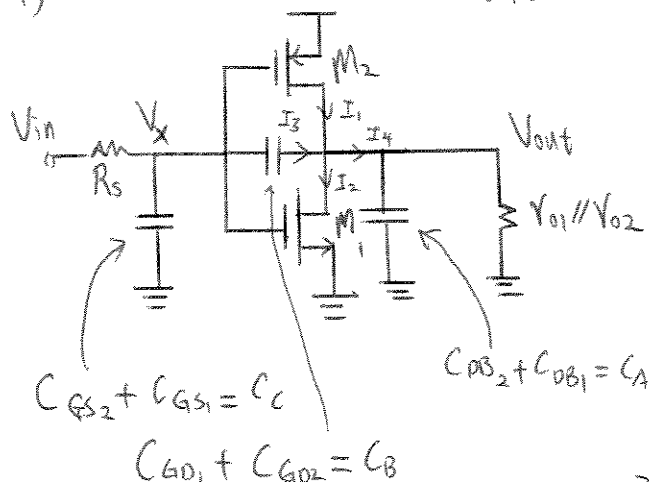 M2
Vin
Vx
I3
I1
I4
Vout
Rs
I2
M1
ro1 // ro2
CDB2 + CDB1 = CA
CGS2 + CGS1 = CC
CGD1 + CGD2 = CB